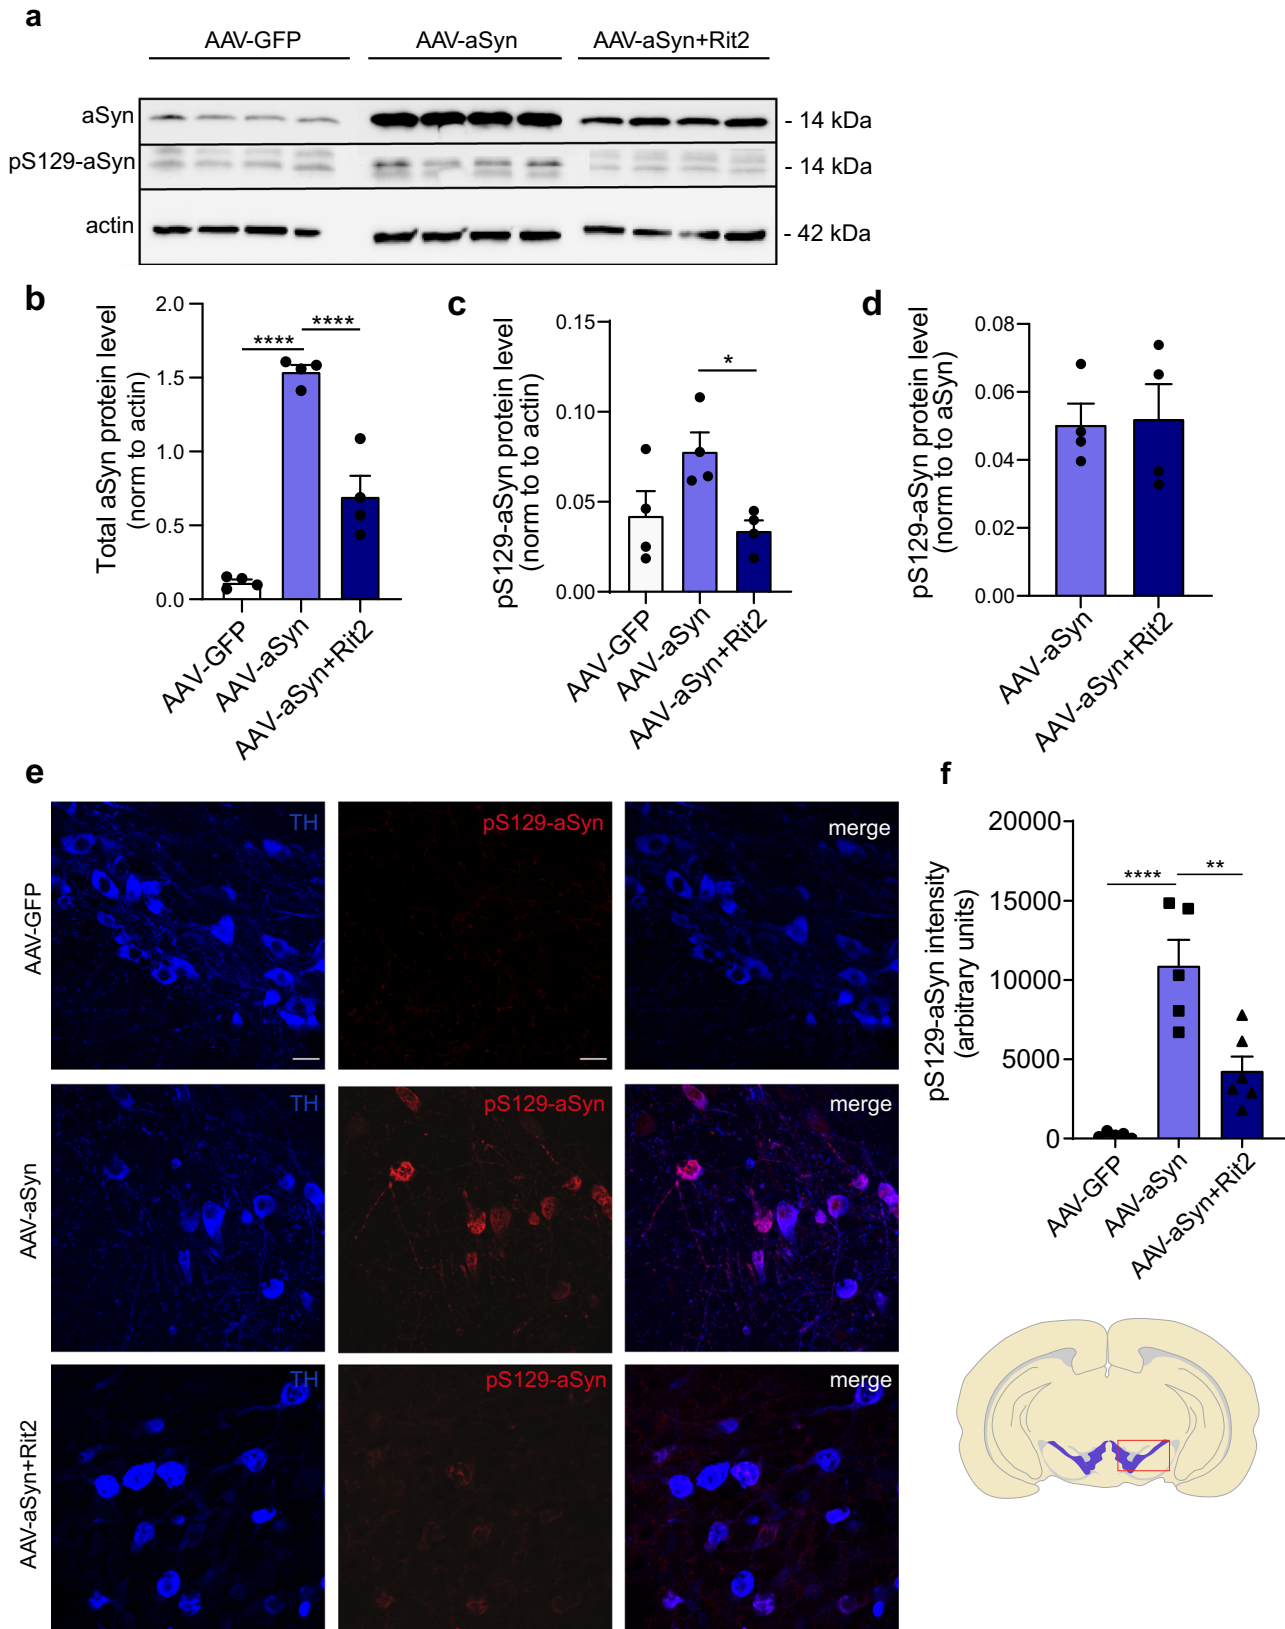 a
AAV-GFP AAV-aSyn AAV-aSyn+Rit2
aSyn - 14 kDa
pS129-aSyn - 14 kDa
actin - 42 kDa
b
Total aSyn protein level
(norm to actin)
2.0
1.5
1.0
0.5
0.0
**** ****
AAV-GFP
AAV-aSyn
AAV-aSyn+Rit2
c
pS129-aSyn protein level
(norm to to actin)
0.15
0.10
0.05
0.00
*
AAV-GFP
AAV-aSyn
AAV-aSyn+Rit2
d
pS129-aSyn protein level
(norm to to aSyn)
0.08
0.06
0.04
0.02
0.00
AAV-aSyn
AAV-aSyn+Rit2
e
AAV-GFP
TH pS129-aSyn merge
AAV-aSyn
TH pS129-aSyn merge
AAV-aSyn+Rit2
TH pS129-aSyn merge
f
pS129-aSyn intensity
(arbitrary units)
20000
15000
10000
5000
0
**** **
AAV-GFP
AAV-aSyn
AAV-aSyn+Rit2